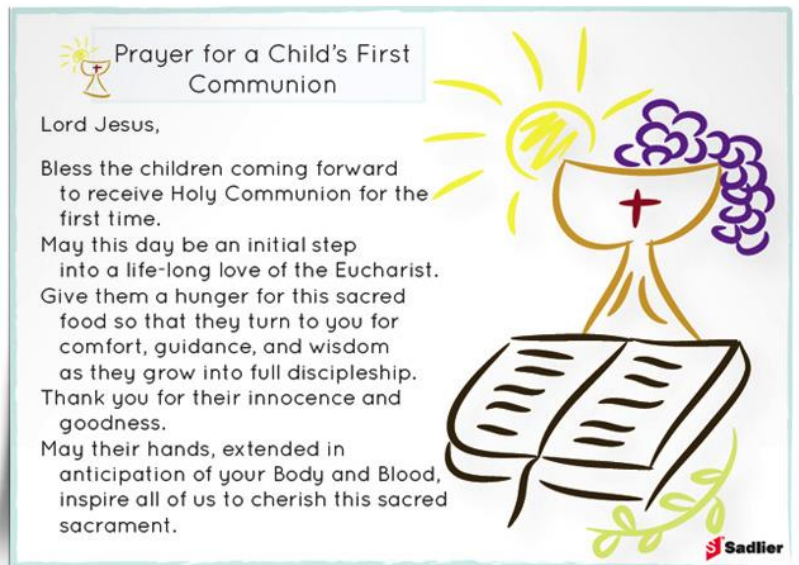 Prayer for a Child's First
Communion
Lord Jesus,
Bless the children coming forward
to receive Holy Communion for the
first time.
May this day be an initial step
into a life-long love of the Eucharist.
Give them a hunger for this sacred
food so that they turn to you for
comfort, guidance, and wisdom
as they grow into full discipleship.
Thank you for their innocence and
goodness.
May their hands, extended in
anticipation of your Body and Blood,
inspire all of us to cherish this sacred
sacrament.
Sadlier